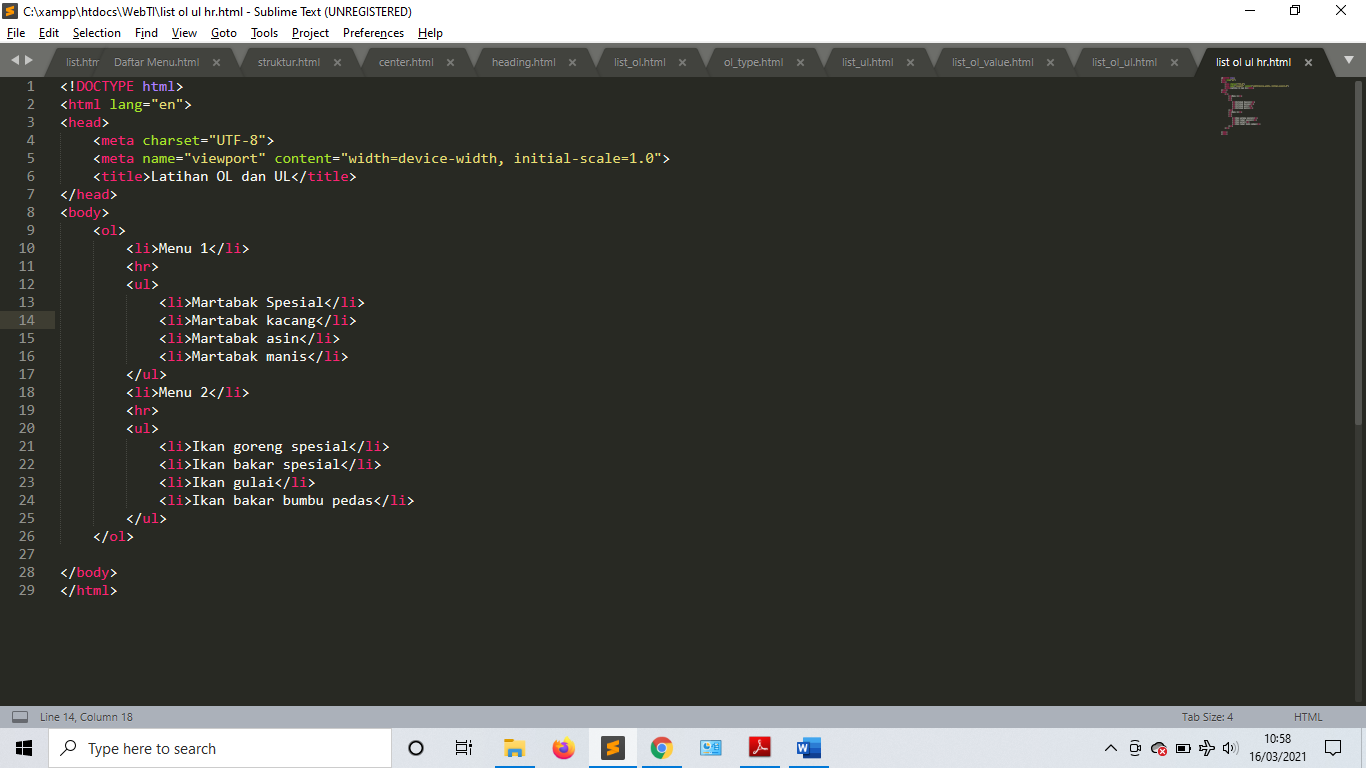 C:\xampp\htdocs\WebTI\list ol ul hr.html - Sublime Text (UNREGISTERED)
File Edit Selection Find View Goto Tools Project Preferences Help
list.htm Daftar Menu.html struktur.html center.html heading.html list_ol.html ol_type.html list_ul.html list_ol_value.html list_ol_ul.html list ol ul hr.html
1 <!DOCTYPE html>
2 <html lang="en">
3 <head>
4     <meta charset="UTF-8">
5     <meta name="viewport" content="width=device-width, initial-scale=1.0">
6     <title>Latihan OL dan UL</title>
7 </head>
8 <body>
9     <ol>
10         <li>Menu 1</li>
11         <hr>
12         <ul>
13             <li>Martabak Spesial</li>
14             <li>Martabak kacang</li>
15             <li>Martabak asin</li>
16             <li>Martabak manis</li>
17         </ul>
18         <li>Menu 2</li>
19         <hr>
20         <ul>
21             <li>Ikan goreng spesial</li>
22             <li>Ikan bakar spesial</li>
23             <li>Ikan gulai</li>
24             <li>Ikan bakar bumbu pedas</li>
25         </ul>
26     </ol>
27
28 </body>
29 </html>
Line 14, Column 18 Tab Size: 4 HTML
Type here to search
10:58
16/03/2021